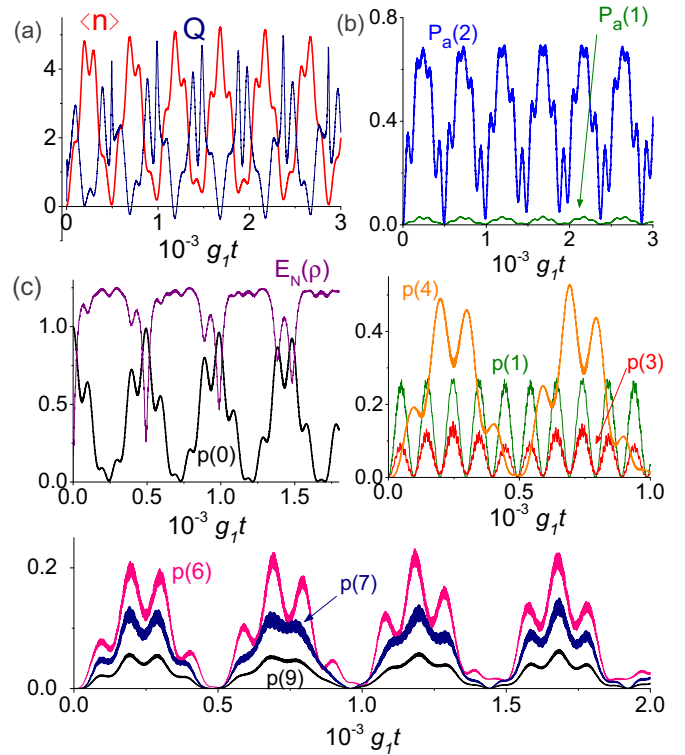 (a) ⟨n⟩ Q
4
2
0
0 1 2 3
10⁻³ g₁t
(b) Pₐ(2) Pₐ(1)
0.8
0.4
0.0
0 1 2 3
10⁻³ g₁t
(c) E_N(ρ)
1.0
0.5
0.0
p(0)
0.0 0.5 1.0 1.5
10⁻³ g₁t
p(4)
p(1)
p(3)
0.4
0.2
0.0
0.0 0.5 1.0
10⁻³ g₁t
0.2
0.0
p(6)
p(7)
p(9)
0.0 0.5 1.0 1.5 2.0
10⁻³ g₁t